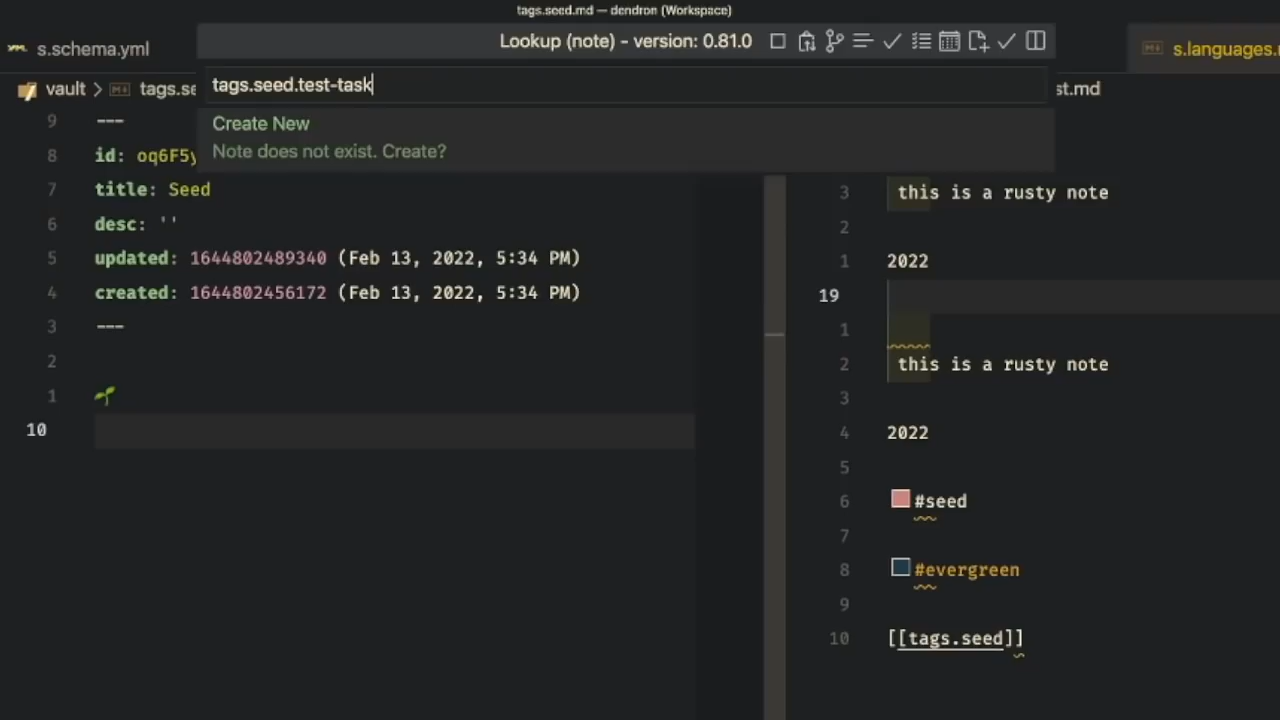 tags.seed.md — dendron (Workspace)
s.schema.yml
Lookup (note) - version: 0.81.0
s.languages.
vault > tags.se
tags.seed.test-task
st.md
Create New
Note does not exist. Create?
9 ---
8 id: oq6F5y
7 title: Seed
6 desc: ''
5 updated: 1644802489340 (Feb 13, 2022, 5:34 PM)
4 created: 1644802456172 (Feb 13, 2022, 5:34 PM)
3 ---
2
1 🌱
10
3 this is a rusty note
2
1 2022
19
1
2 this is a rusty note
3
4 2022
5
6 #seed
7
8 #evergreen
9
10 [[tags.seed]]